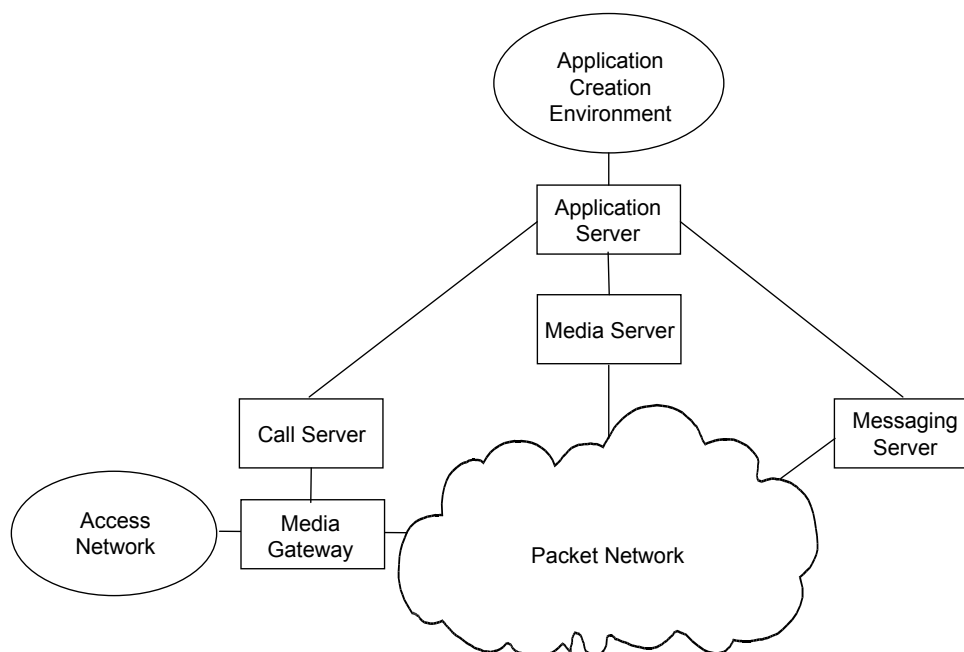 Application
Creation
Environment
Application
Server
Media Server
Call Server
Messaging
Server
Access
Network
Media
Gateway
Packet Network